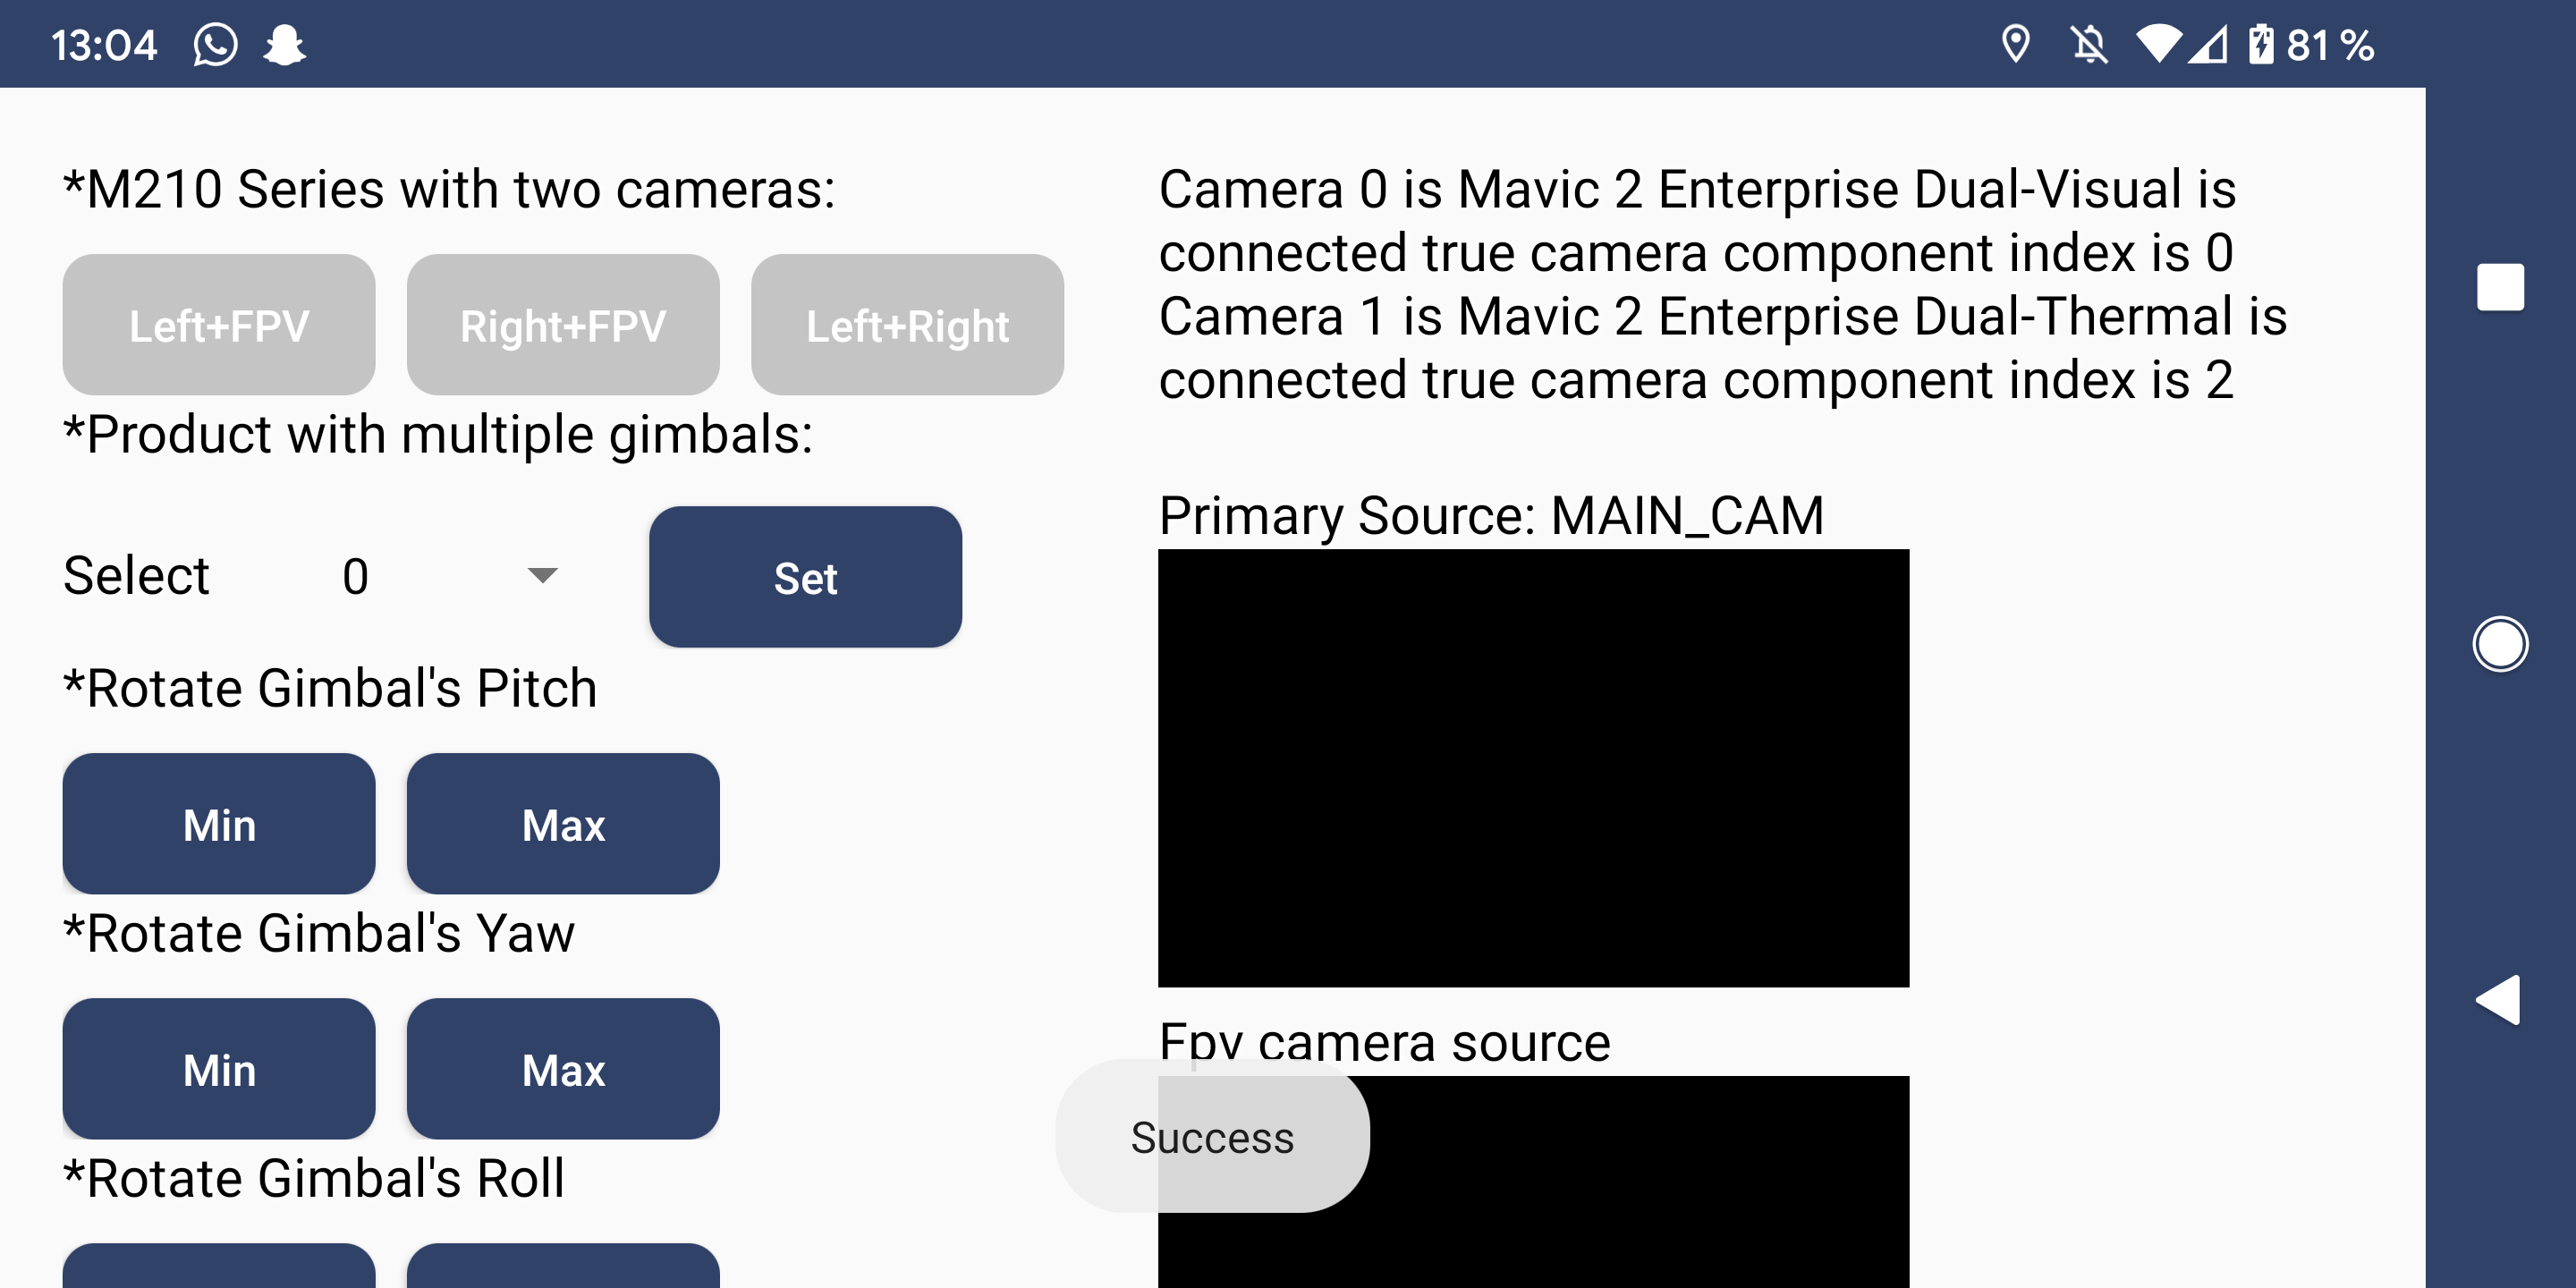 13:04
81 %
*M210 Series with two cameras:
Left+FPV
Right+FPV
Left+Right
*Product with multiple gimbals:
Select
0
Set
*Rotate Gimbal's Pitch
Min
Max
*Rotate Gimbal's Yaw
Min
Max
*Rotate Gimbal's Roll
Camera 0 is Mavic 2 Enterprise Dual-Visual is
connected true camera component index is 0
Camera 1 is Mavic 2 Enterprise Dual-Thermal is
connected true camera component index is 2
Primary Source: MAIN_CAM
Fpv camera source
Success